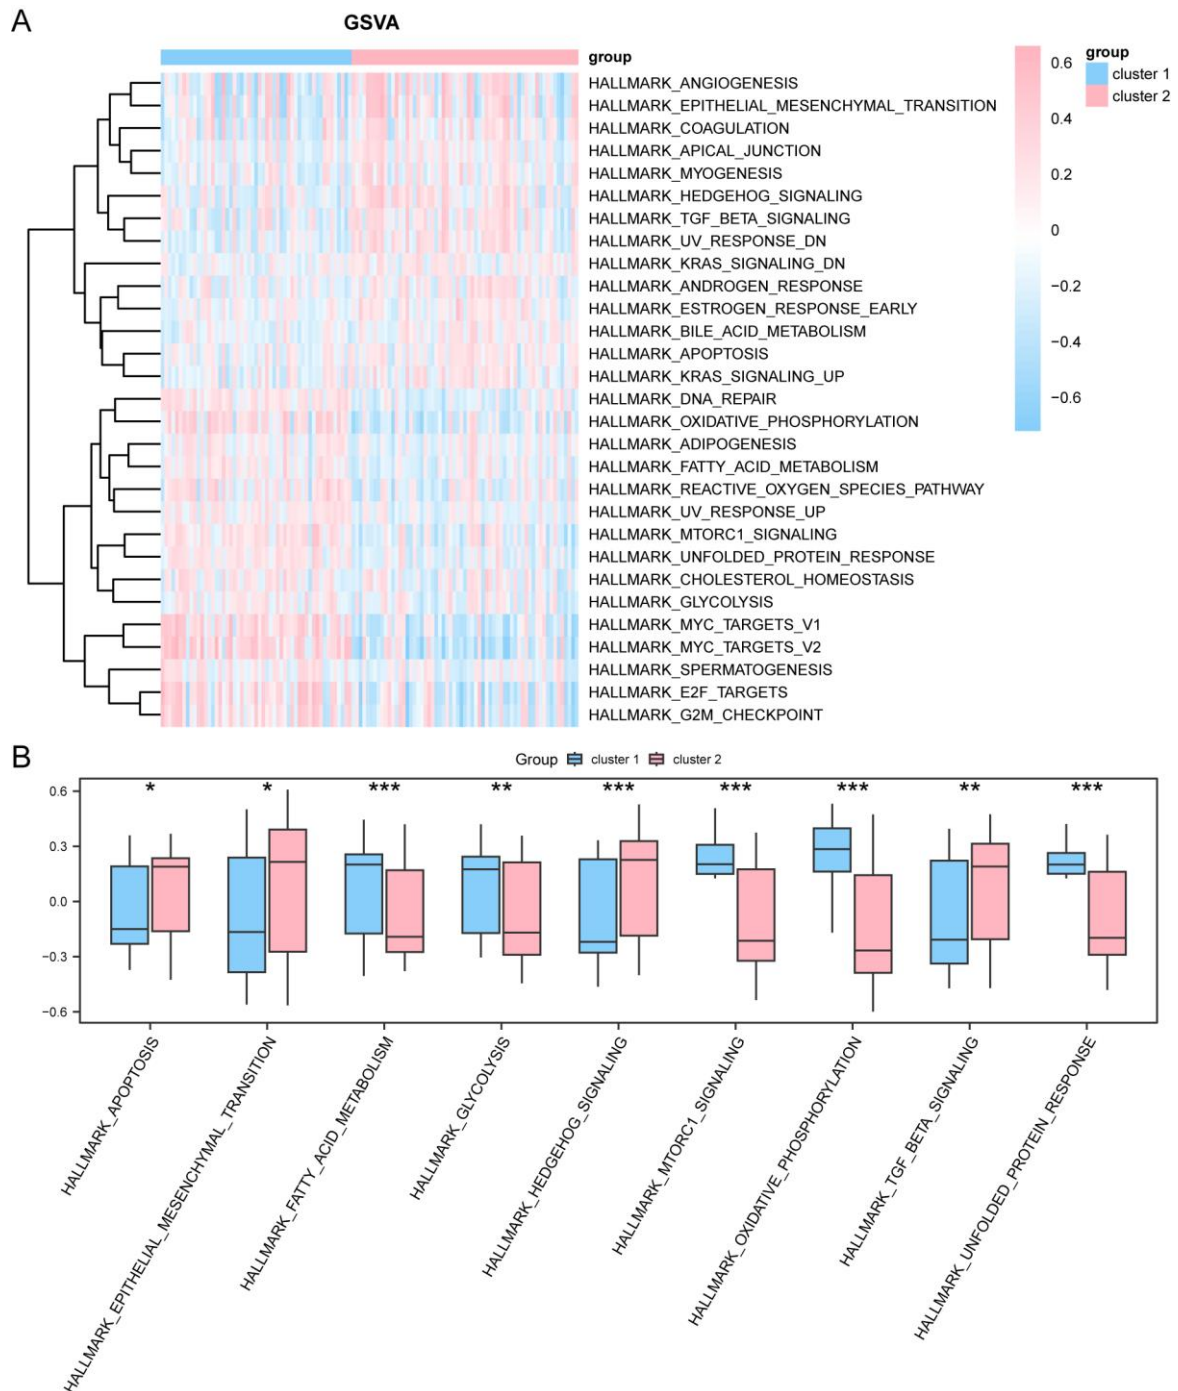 A
GSVA
group
HALLMARK_ANGIOGENESIS
HALLMARK_EPITHELIAL_MESENCHYMAL_TRANSITION
HALLMARK_COAGULATION
HALLMARK_APICAL_JUNCTION
HALLMARK_MYOGENESIS
HALLMARK_HEDGEHOG_SIGNALING
HALLMARK_TGF_BETA_SIGNALING
HALLMARK_UV_RESPONSE_DN
HALLMARK_KRAS_SIGNALING_DN
HALLMARK_ANDROGEN_RESPONSE
HALLMARK_ESTROGEN_RESPONSE_EARLY
HALLMARK_BILE_ACID_METABOLISM
HALLMARK_APOPTOSIS
HALLMARK_KRAS_SIGNALING_UP
HALLMARK_DNA_REPAIR
HALLMARK_OXIDATIVE_PHOSPHORYLATION
HALLMARK_ADIPOGENESIS
HALLMARK_FATTY_ACID_METABOLISM
HALLMARK_REACTIVE_OXYGEN_SPECIES_PATHWAY
HALLMARK_UV_RESPONSE_UP
HALLMARK_MTORC1_SIGNALING
HALLMARK_UNFOLDED_PROTEIN_RESPONSE
HALLMARK_CHOLESTEROL_HOMEOSTASIS
HALLMARK_GLYCOLYSIS
HALLMARK_MYC_TARGETS_V1
HALLMARK_MYC_TARGETS_V2
HALLMARK_SPERMATOGENESIS
HALLMARK_E2F_TARGETS
HALLMARK_G2M_CHECKPOINT
0.6
0.4
0.2
0
−0.2
−0.4
−0.6
group
cluster 1
cluster 2
B
Group cluster 1 cluster 2
* * *** ** *** *** *** ** ***
0.6
0.3
0.0
−0.3
−0.6
HALLMARK_APOPTOSIS
HALLMARK_EPITHELIAL_MESENCHYMAL_TRANSITION
HALLMARK_FATTY_ACID_METABOLISM
HALLMARK_GLYCOLYSIS
HALLMARK_HEDGEHOG_SIGNALING
HALLMARK_MTORC1_SIGNALING
HALLMARK_OXIDATIVE_PHOSPHORYLATION
HALLMARK_TGF_BETA_SIGNALING
HALLMARK_UNFOLDED_PROTEIN_RESPONSE